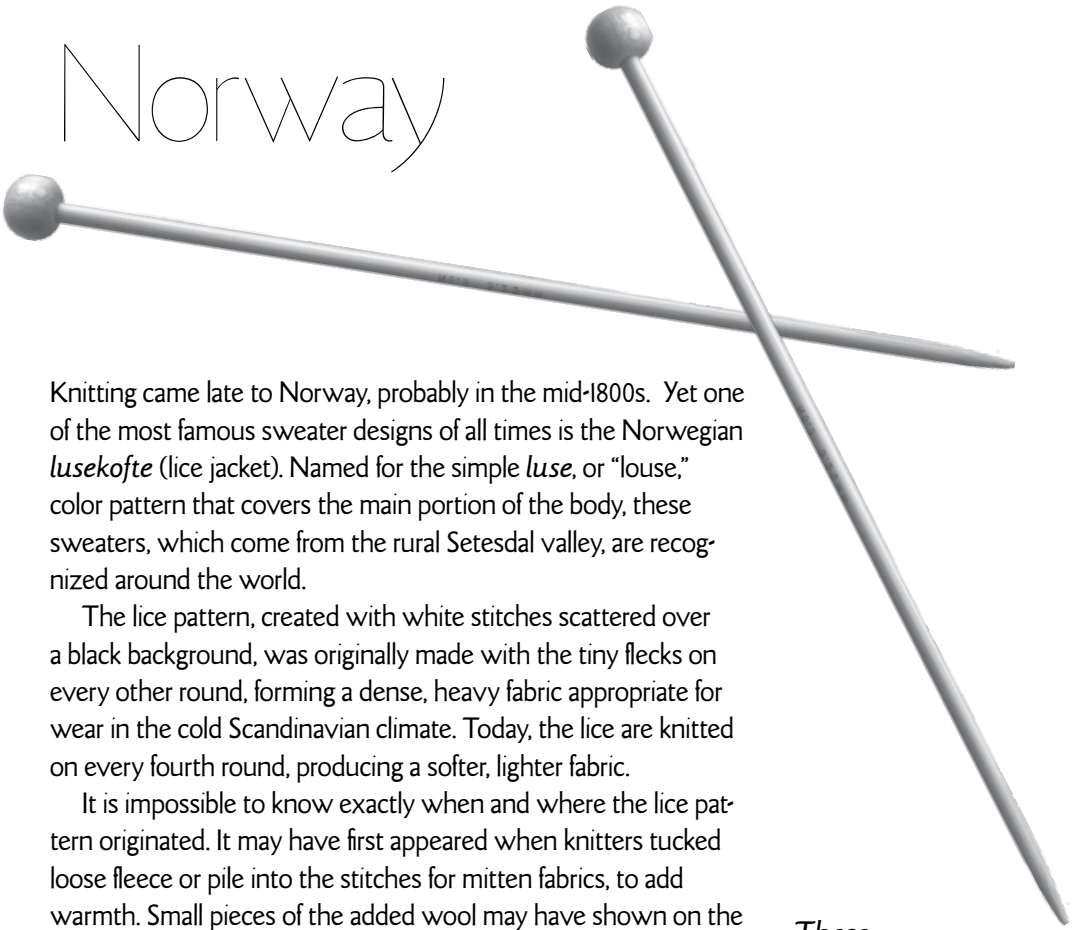 Norway
Knitting came late to Norway, probably in the mid-1800s. Yet one
of the most famous sweater designs of all times is the Norwegian
lusekofte (lice jacket). Named for the simple luse, or “louse,”
color pattern that covers the main portion of the body, these
sweaters, which come from the rural Setesdal valley, are recog-
nized around the world.
The lice pattern, created with white stitches scattered over
a black background, was originally made with the tiny flecks on
every other round, forming a dense, heavy fabric appropriate for
wear in the cold Scandinavian climate. Today, the lice are knitted
on every fourth round, producing a softer, lighter fabric.
It is impossible to know exactly when and where the lice pat-
tern originated. It may have first appeared when knitters tucked
loose fleece or pile into the stitches for mitten fabrics, to add
warmth. Small pieces of the added wool may have shown on the